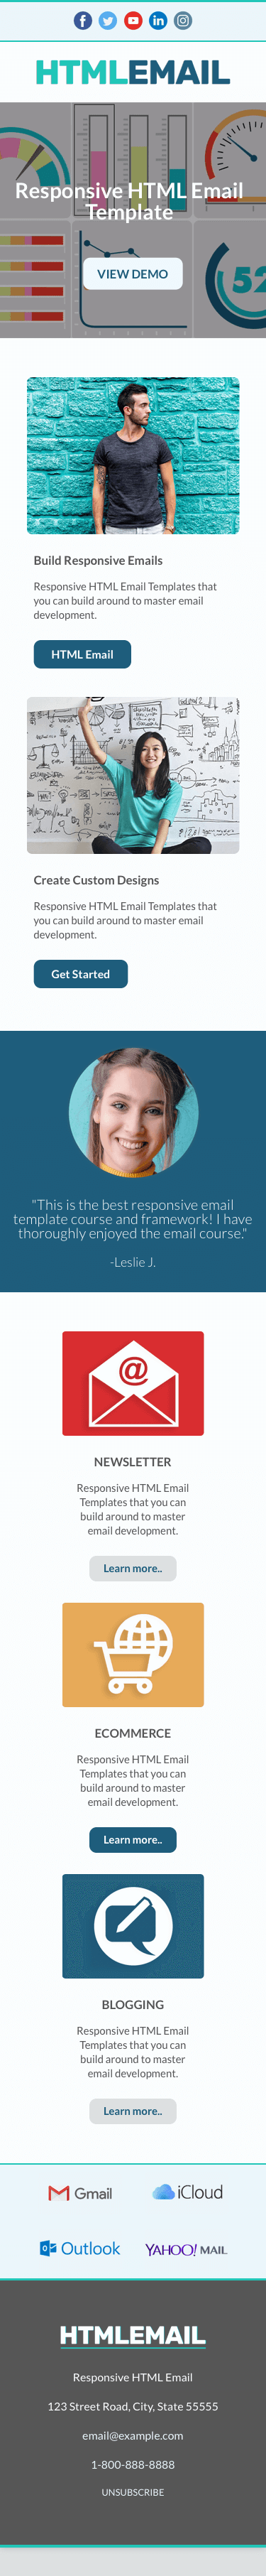 HTMLEMAIL
Responsive HTML Email
Template
52
VIEW DEMO
Build Responsive Emails
Responsive HTML Email Templates that
you can build around to master email
development.
HTML Email
Create Custom Designs
Responsive HTML Email Templates that
you can build around to master email
development.
Get Started
"This is the best responsive email
template course and framework! I have
thoroughly enjoyed the email course."
-Leslie J.
NEWSLETTER
Responsive HTML Email
Templates that you can
build around to master
email development.
Learn more..
ECOMMERCE
Responsive HTML Email
Templates that you can
build around to master
email development.
Learn more..
BLOGGING
Responsive HTML Email
Templates that you can
build around to master
email development.
Learn more..
Gmail iCloud
Outlook YAHOO! MAIL
HTMLEMAIL
Responsive HTML Email
123 Street Road, City, State 55555
email@example.com
1-800-888-8888
UNSUBSCRIBE